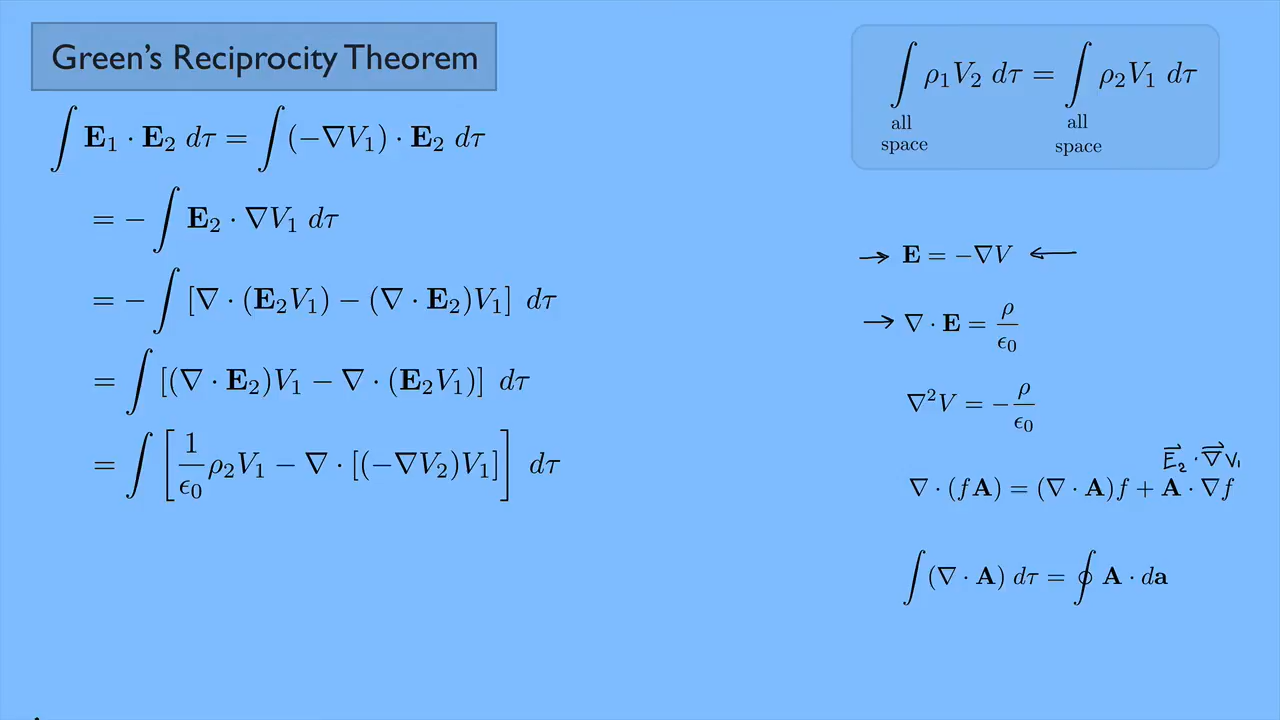 Green's Reciprocity Theorem
∫ E₁ · E₂ dτ = ∫ (−∇V₁) · E₂ dτ
= − ∫ E₂ · ∇V₁ dτ
= − ∫ [∇ · (E₂V₁) − (∇ · E₂)V₁] dτ
= ∫ [(∇ · E₂)V₁ − ∇ · (E₂V₁)] dτ
= ∫ [1/ϵ₀ ρ₂V₁ − ∇ · [(−∇V₂)V₁]] dτ
∫ ρ₁V₂ dτ = ∫ ρ₂V₁ dτ
all all
space space
→ E = −∇V ←
→ ∇ · E = ρ/ϵ₀
∇²V = −ρ/ϵ₀
E⃗₂ · ∇⃗V₁
∇ · (fA) = (∇ · A)f + A · ∇f
∫ (∇ · A) dτ = ∮ A · da